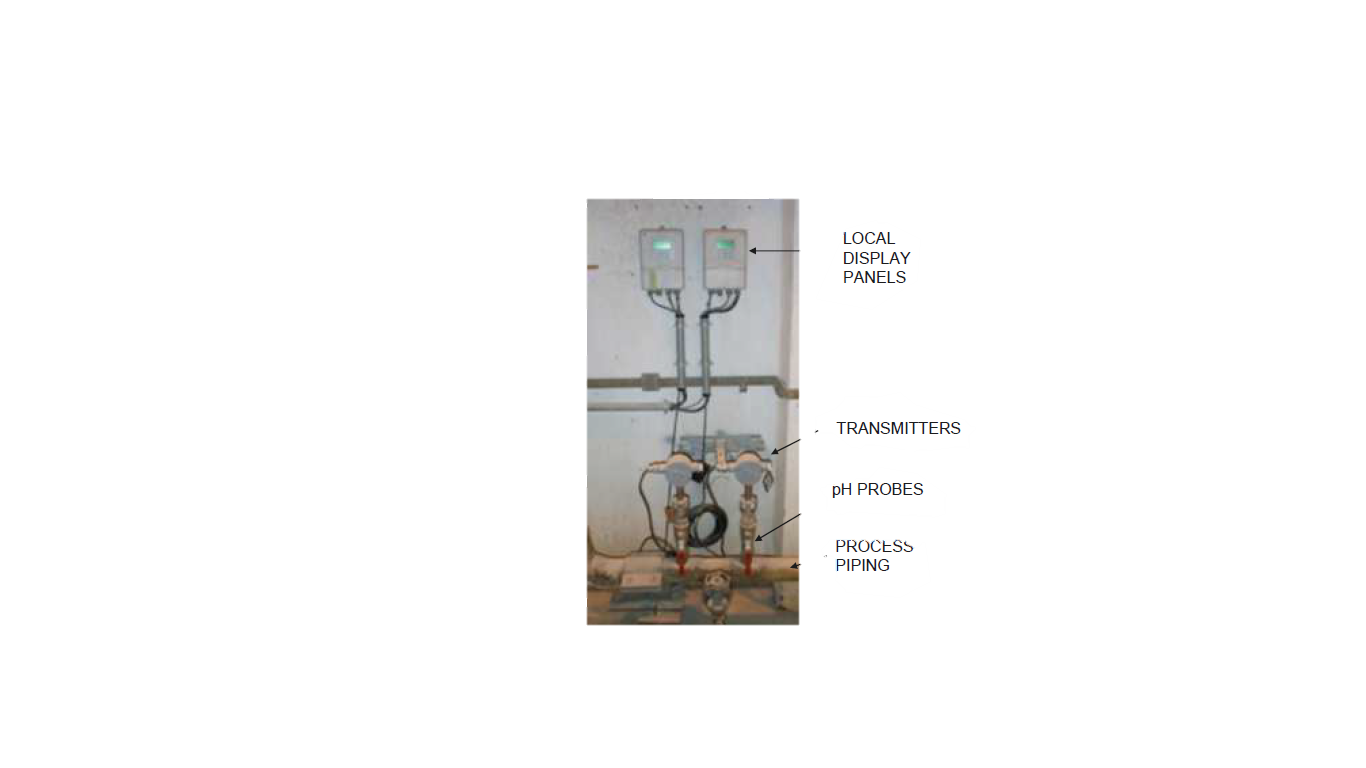 LOCAL
DISPLAY
PANELS
TRANSMITTERS
pH PROBES
PROCESS
PIPING